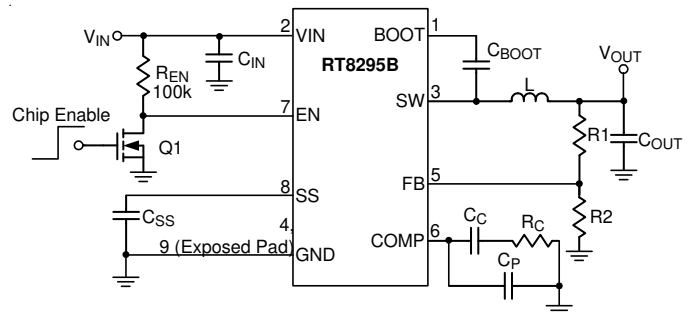 VIN
2
VIN
BOOT
1
CBOOT
VOUT
CIN
RT8295B
REN
100k
SW
3
L
7
EN
Chip Enable
Q1
R1
COUT
8
SS
FB
5
CSS
R2
4,
9 (Exposed Pad)
GND
COMP
6
CC
RC
CP